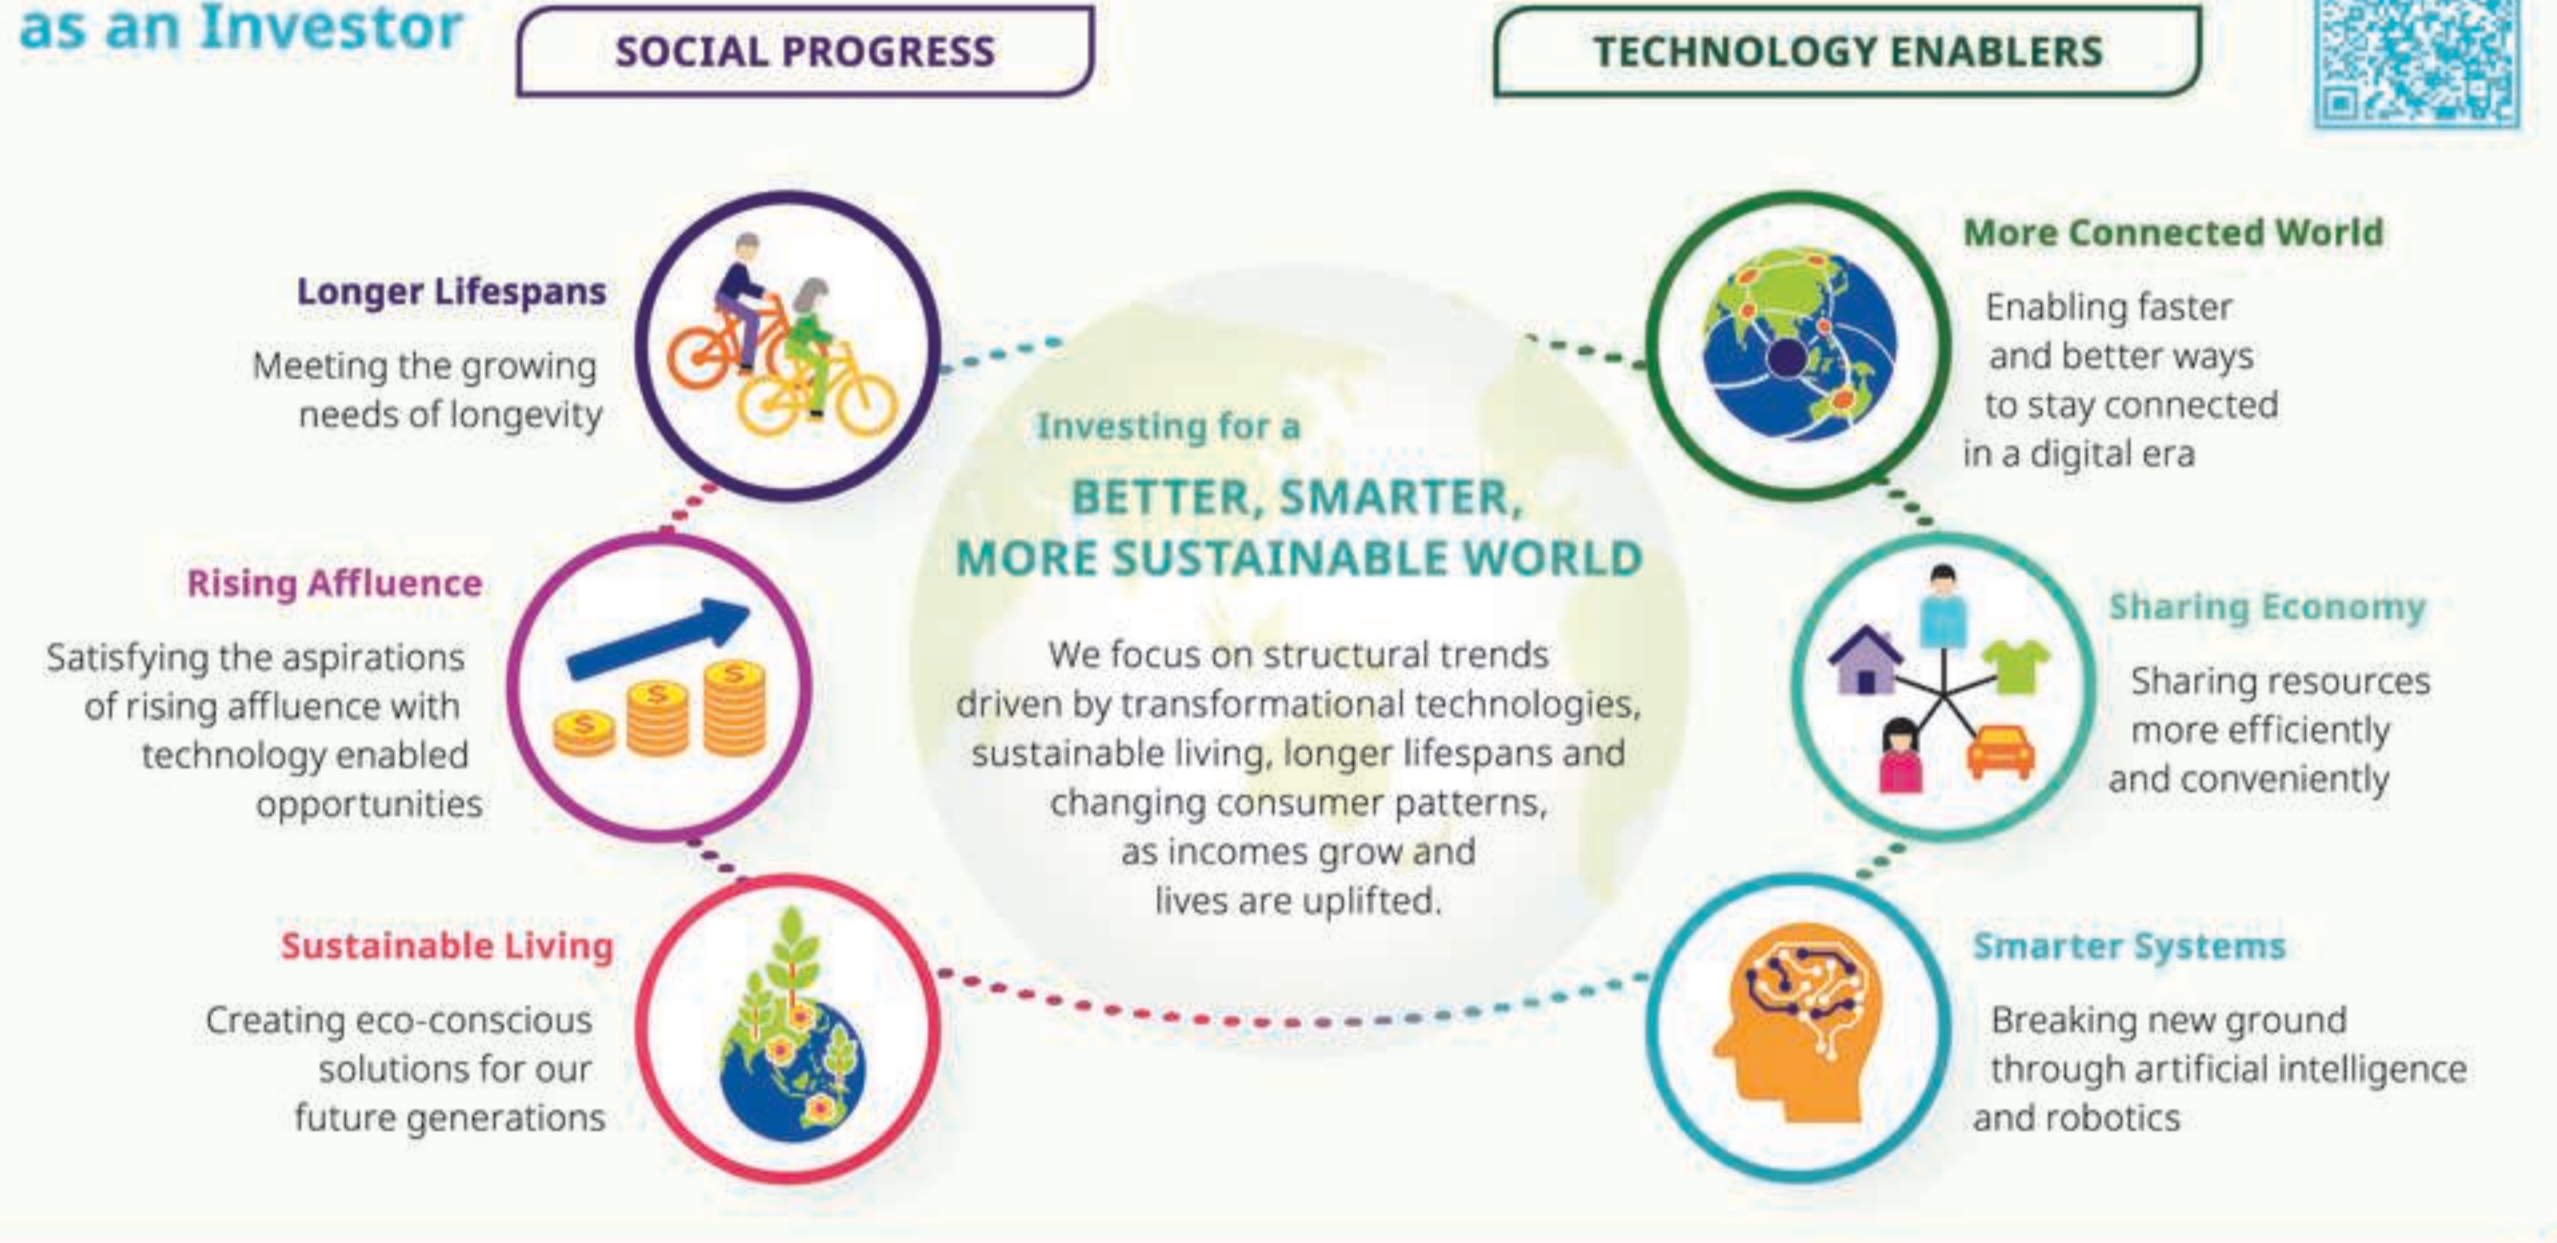 as an Investor
SOCIAL PROGRESS
TECHNOLOGY ENABLERS
Longer Lifespans
Meeting the growing
needs of longevity
Rising Affluence
Satisfying the aspirations
of rising affluence with
technology enabled
opportunities
Sustainable Living
Creating eco-conscious
solutions for our
future generations
Investing for a
BETTER, SMARTER,
MORE SUSTAINABLE WORLD
We focus on structural trends
driven by transformational technologies,
sustainable living, longer lifespans and
changing consumer patterns,
as incomes grow and
lives are uplifted.
More Connected World
Enabling faster
and better ways
to stay connected
in a digital era
Sharing Economy
Sharing resources
more efficiently
and conveniently
Smarter Systems
Breaking new ground
through artificial intelligence
and robotics
$
$
$